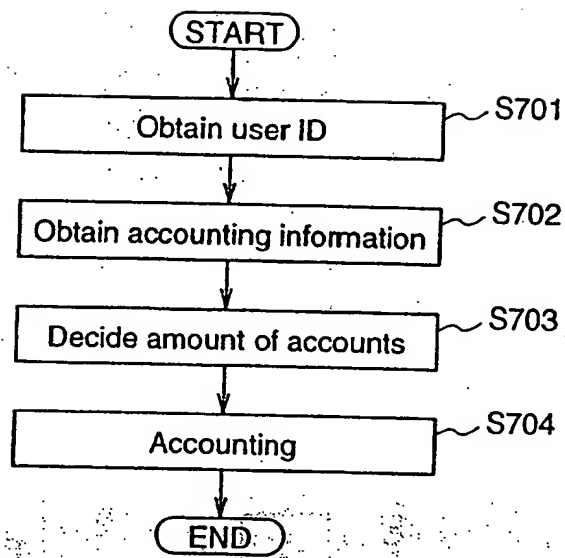 START
Obtain user ID
S701
Obtain accounting information
S702
Decide amount of accounts
S703
Accounting
S704
END